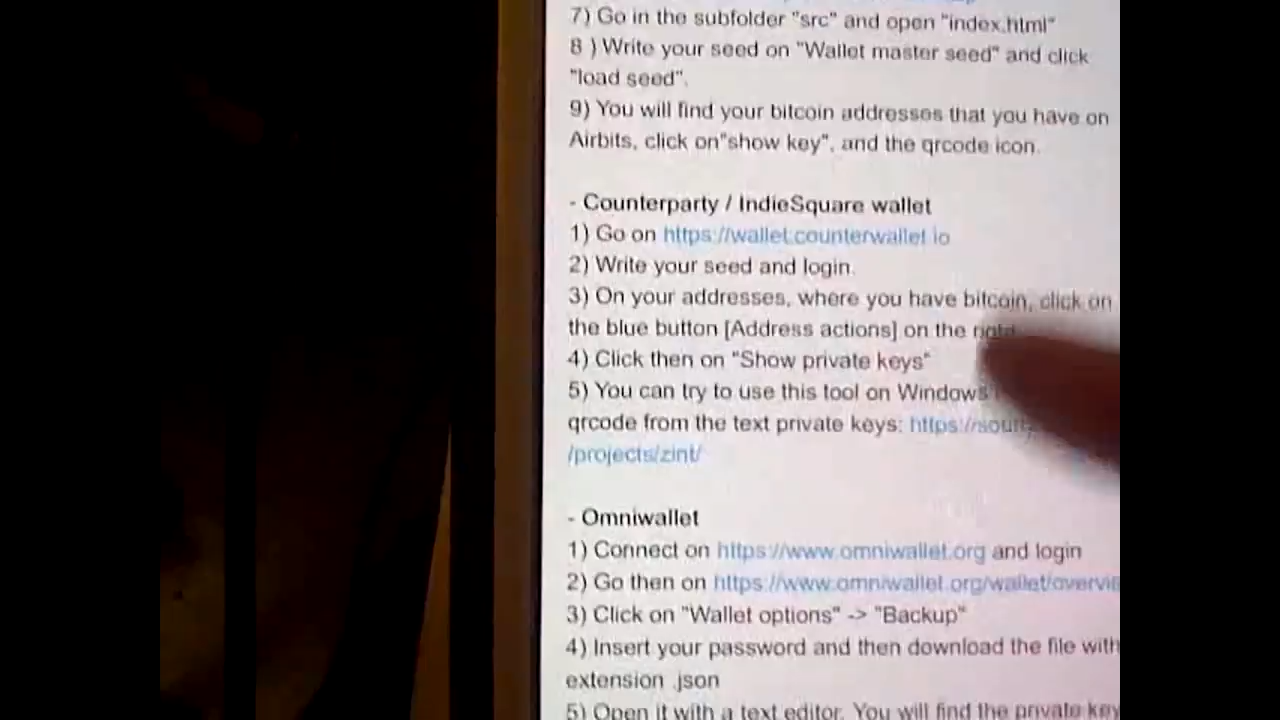 7) Go in the subfolder "src" and open "index.html"
8 ) Write your seed on "Wallet master seed" and click
"load seed".
9) You will find your bitcoin addresses that you have on
Airbits, click on"show key", and the qrcode icon.
- Counterparty / IndieSquare wallet
1) Go on https://wallet.counterwallet.io
2) Write your seed and login.
3) On your addresses, where you have bitcoin, click on
the blue button [Address actions] on the
4) Click then on "Show private keys"
5) You can try to use this tool on Windows
qrcode from the text private keys:
/projects/zint/
- Omniwallet
1) Connect on https://www.omniwallet.org and login
2) Go then on https://www.omniwallet.org/wallet/overvie
3) Click on "Wallet options" -> "Backup"
4) Insert your password and then download the file with
extension .json
5) Open it with a text editor. You will find the private key